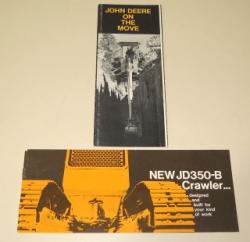 JOHN DEERE
ON
THE
MOVE
NEW JD350-B
Crawler...
designed
and
built for
your kind
of work